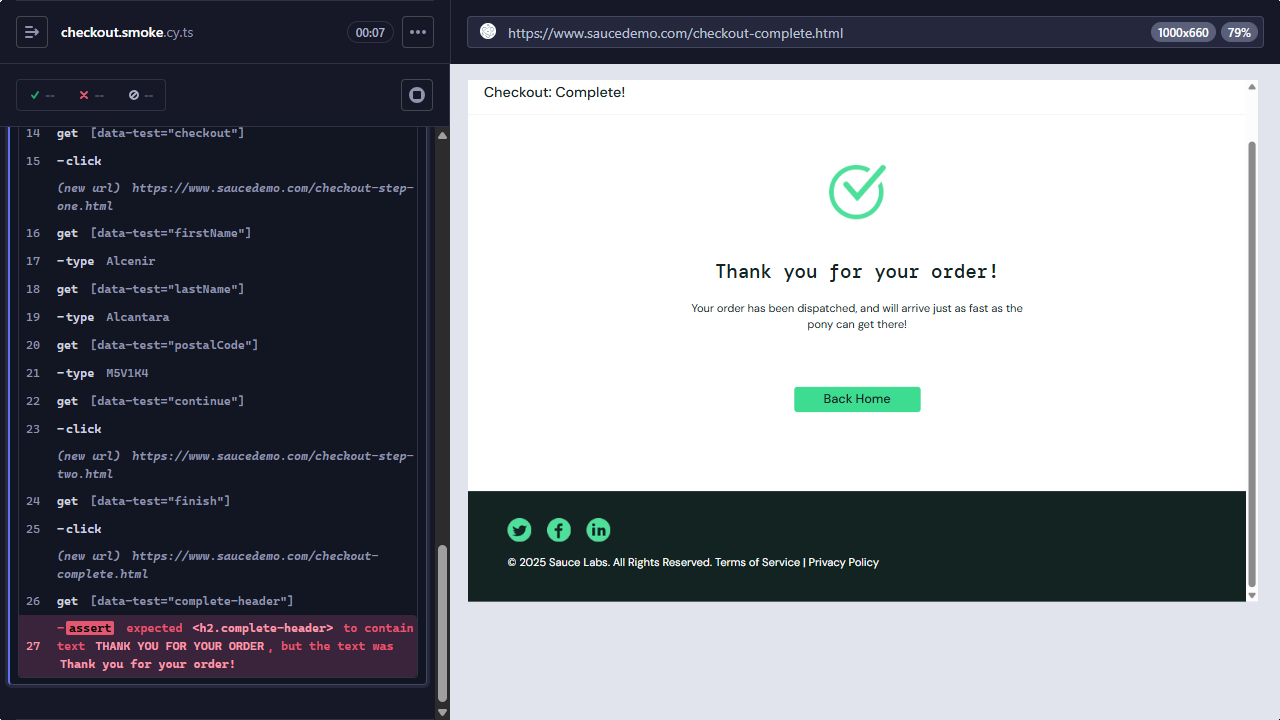 checkout.smoke.cy.ts
00:07
--
--
--
14 get [data-test="checkout"]
15 -click
(new url) https://www.saucedemo.com/checkout-step-
one.html
16 get [data-test="firstName"]
17 -type Alcenir
18 get [data-test="lastName"]
19 -type Alcantara
20 get [data-test="postalCode"]
21 -type M5V1K4
22 get [data-test="continue"]
23 -click
(new url) https://www.saucedemo.com/checkout-step-
two.html
24 get [data-test="finish"]
25 -click
(new url) https://www.saucedemo.com/checkout-
complete.html
26 get [data-test="complete-header"]
-assert expected <h2.complete-header> to contain
27 text THANK YOU FOR YOUR ORDER, but the text was
Thank you for your order!
https://www.saucedemo.com/checkout-complete.html
1000x660
79%
Checkout: Complete!
Thank you for your order!
Your order has been dispatched, and will arrive just as fast as the
pony can get there!
Back Home
© 2025 Sauce Labs. All Rights Reserved. Terms of Service | Privacy Policy